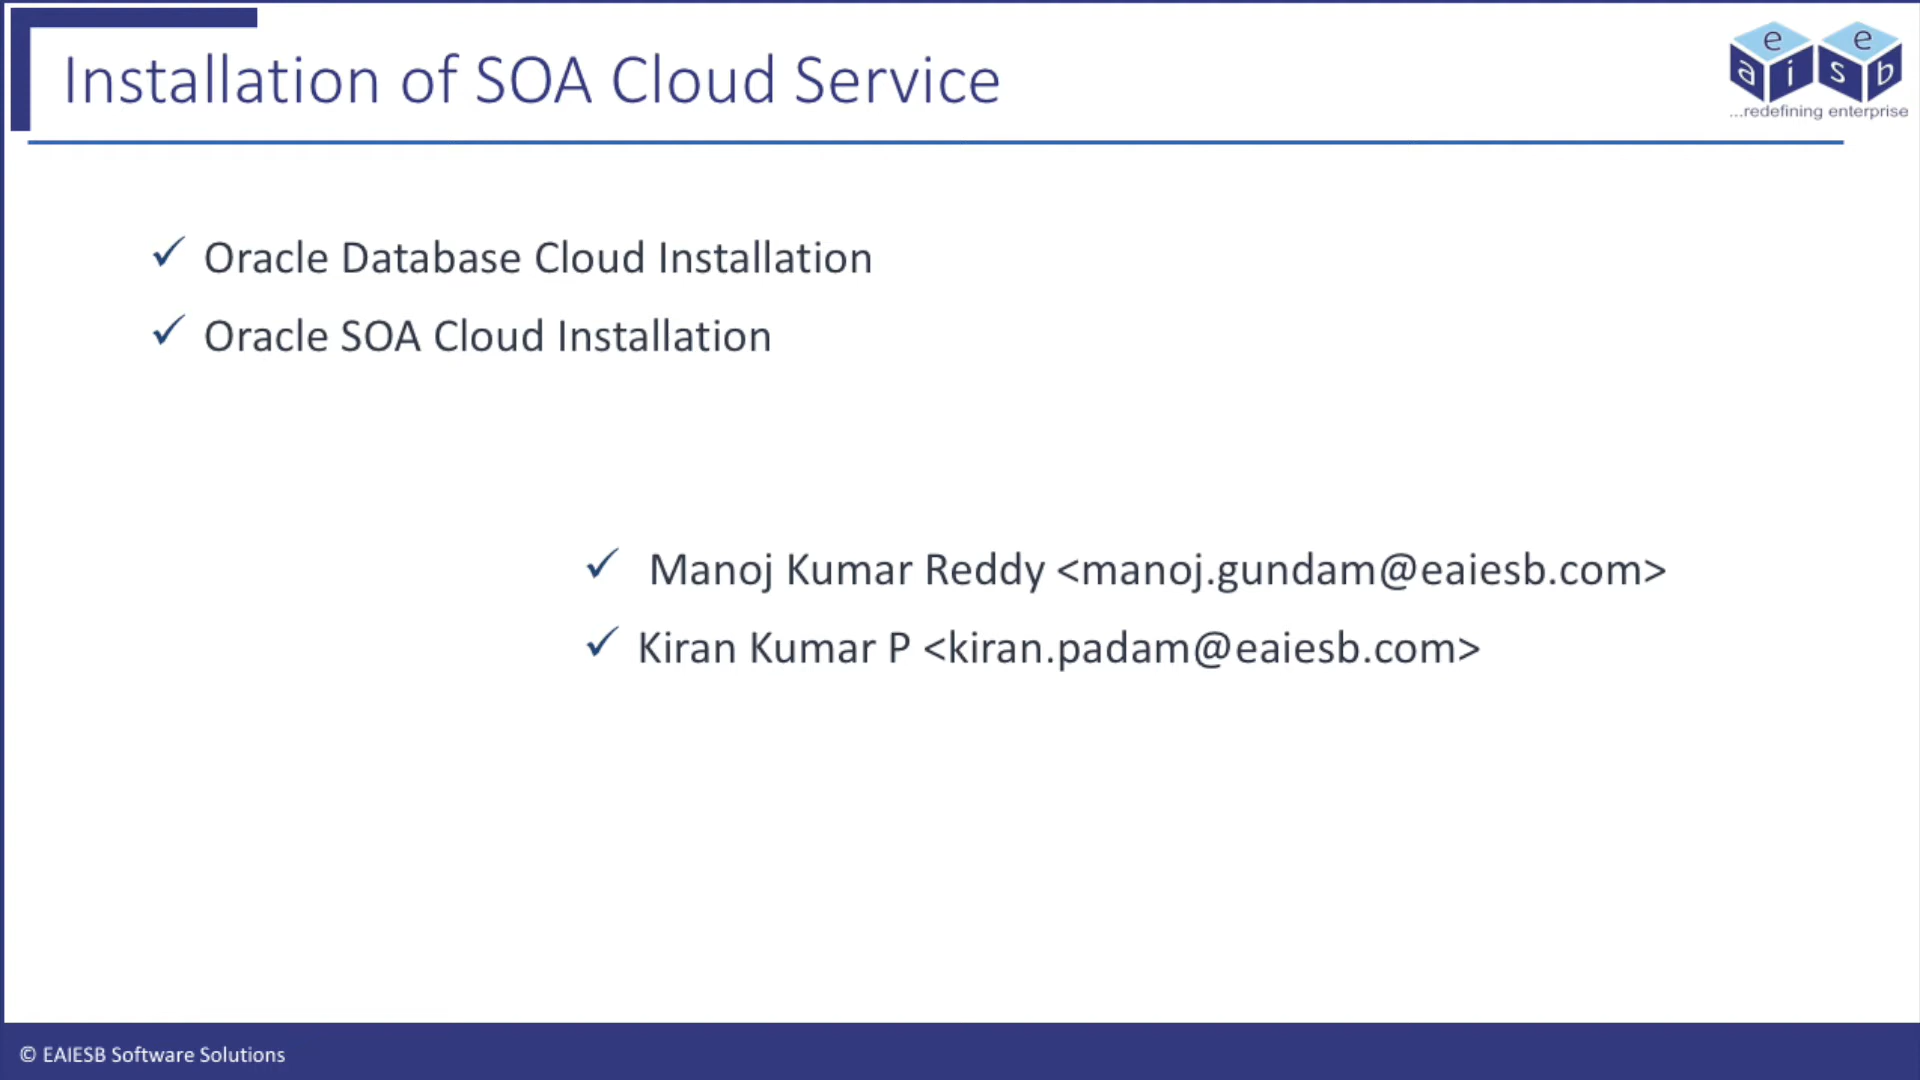 Installation of SOA Cloud Service
e e
a i s b
...redefining enterprise
✓ Oracle Database Cloud Installation
✓ Oracle SOA Cloud Installation
✓ Manoj Kumar Reddy <manoj.gundam@eaiesb.com>
✓ Kiran Kumar P <kiran.padam@eaiesb.com>
© EAIESB Software Solutions